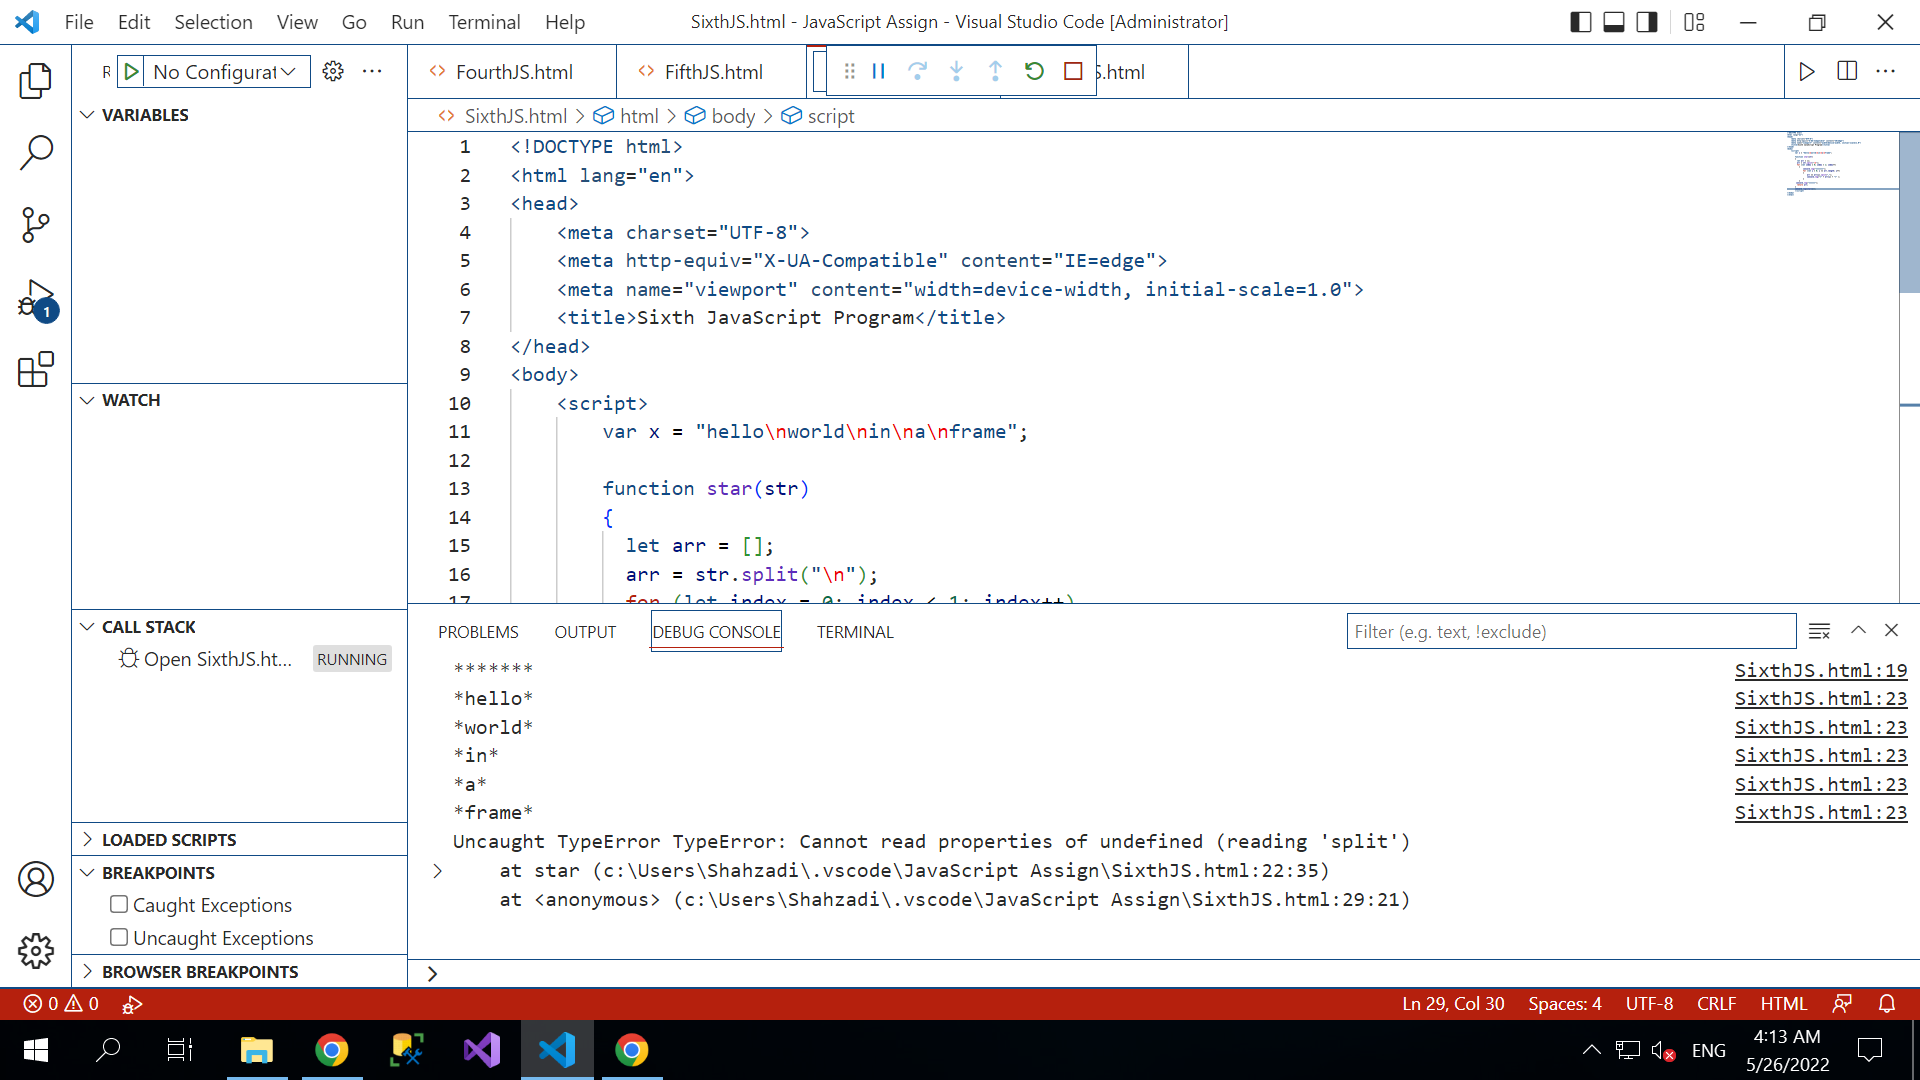 File Edit Selection View Go Run Terminal Help
SixthJS.html - JavaScript Assign - Visual Studio Code [Administrator]
R No Configurat
FourthJS.html
FifthJS.html
S.html
VARIABLES
WATCH
CALL STACK
Open SixthJS.ht... RUNNING
LOADED SCRIPTS
BREAKPOINTS
Caught Exceptions
Uncaught Exceptions
BROWSER BREAKPOINTS
1
SixthJS.html > html > body > script
1 <!DOCTYPE html>
2 <html lang="en">
3 <head>
4 <meta charset="UTF-8">
5 <meta http-equiv="X-UA-Compatible" content="IE=edge">
6 <meta name="viewport" content="width=device-width, initial-scale=1.0">
7 <title>Sixth JavaScript Program</title>
8 </head>
9 <body>
10 <script>
11 var x = "hello\nworld\nin\na\nframe";
12
13 function star(str)
14 {
15 let arr = [];
16 arr = str.split("\n");
17 for (let index = 0; index < 1; index++)
PROBLEMS OUTPUT DEBUG CONSOLE TERMINAL
Filter (e.g. text, !exclude)
******* SixthJS.html:19
*hello* SixthJS.html:23
*world* SixthJS.html:23
*in* SixthJS.html:23
*a* SixthJS.html:23
*frame* SixthJS.html:23
Uncaught TypeError TypeError: Cannot read properties of undefined (reading 'split')
at star (c:\Users\Shahzadi\.vscode\JavaScript Assign\SixthJS.html:22:35)
at <anonymous> (c:\Users\Shahzadi\.vscode\JavaScript Assign\SixthJS.html:29:21)
0 0
Ln 29, Col 30 Spaces: 4 UTF-8 CRLF HTML
ENG
4:13 AM
5/26/2022